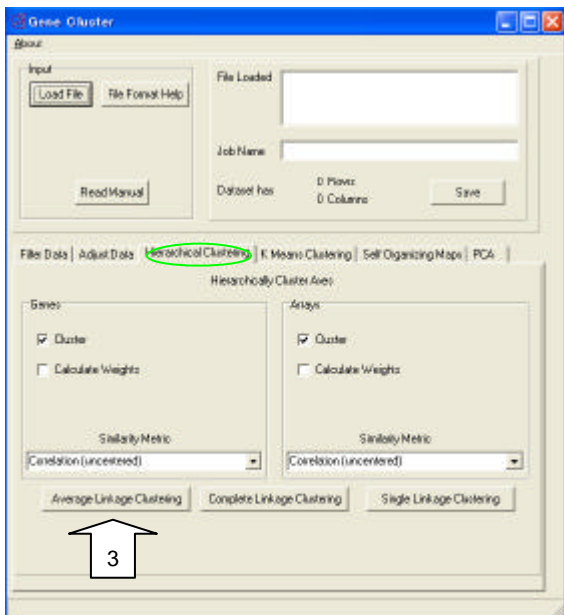 Gene Cluster
About
Input
Load File
File Format Help
Read Manual
File Loaded
Job Name
Dataset has
0 Rows
0 Columns
Save
Filter Data
Adjust Data
Hierarchical Clustering
K Means Clustering
Self Organizing Maps
PCA
Hierarchically Cluster Axes
Genes
Cluster
Calculate Weights
Similarity Metric
Correlation (uncentered)
Arrays
Cluster
Calculate Weights
Similarity Metric
Correlation (uncentered)
Average Linkage Clustering
Complete Linkage Clustering
Single Linkage Clustering
3